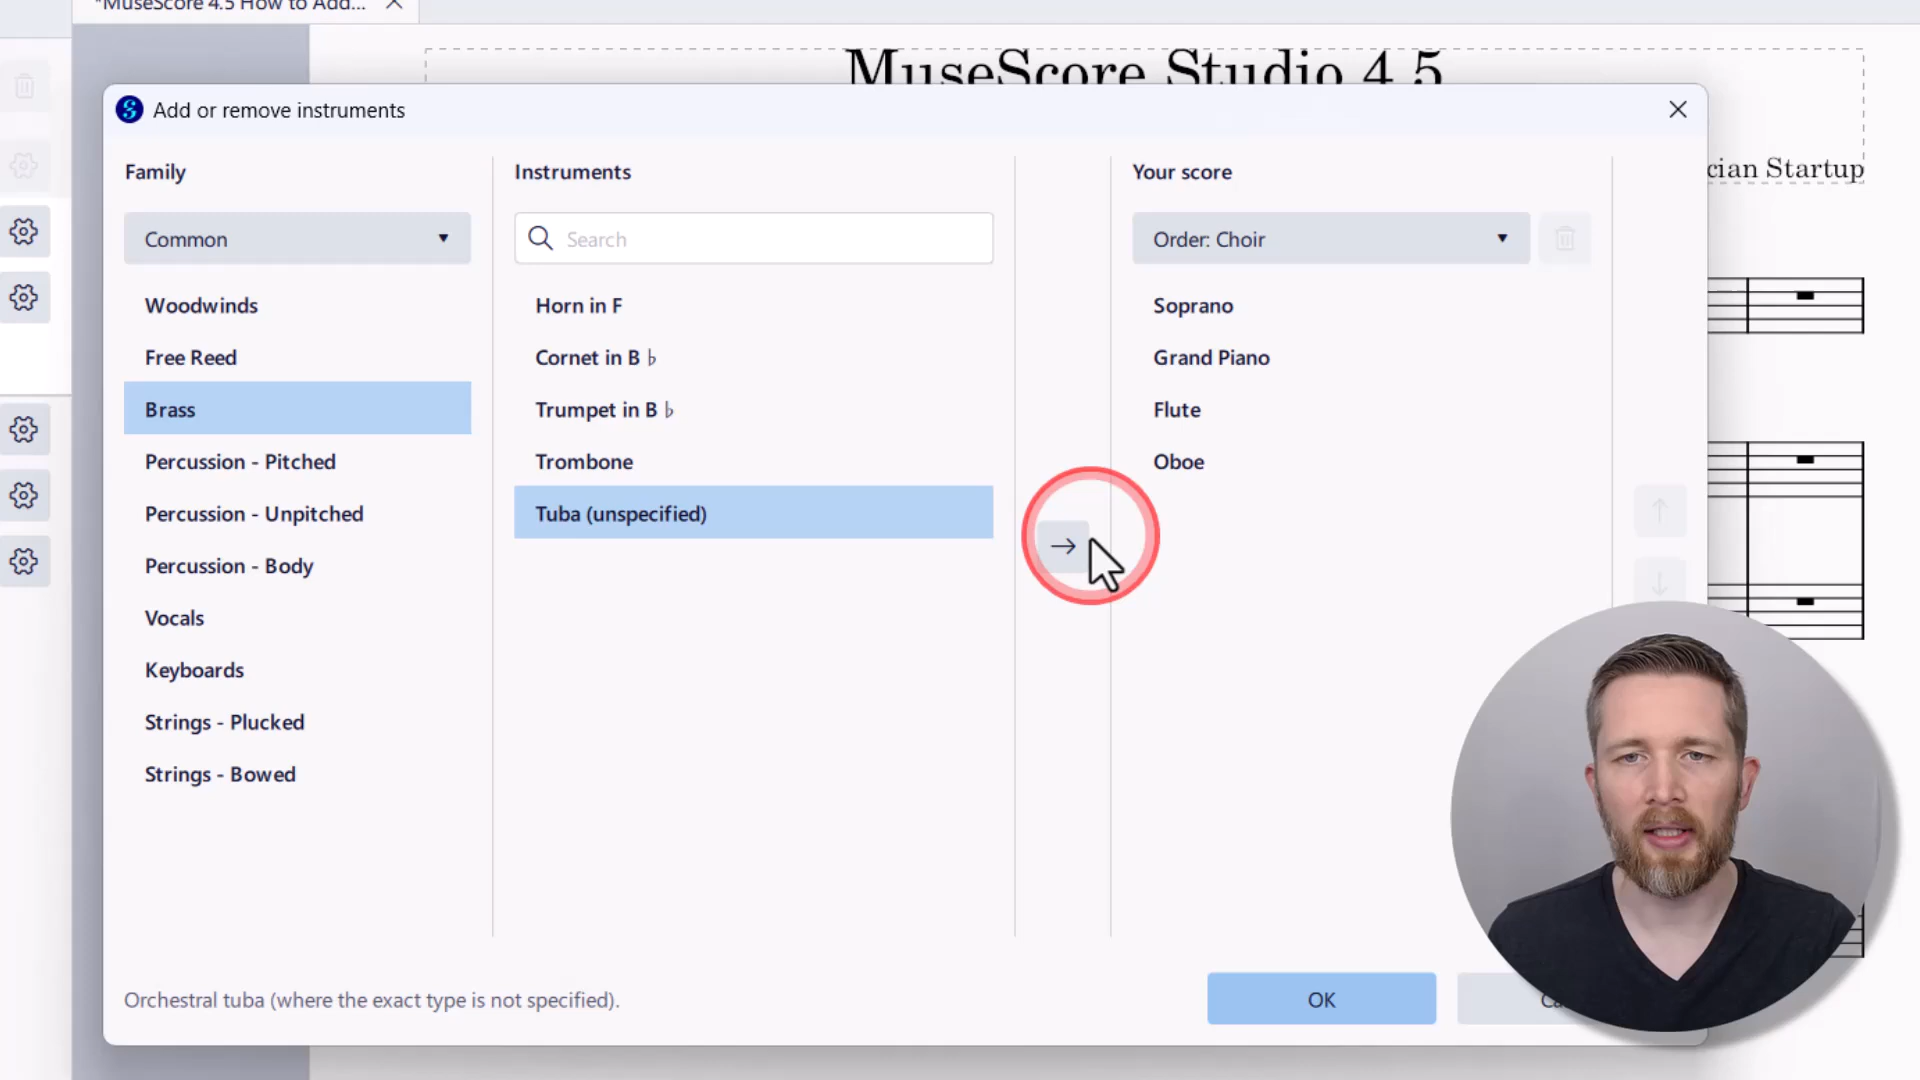 *MuseScore 4.5 How to Add...
MuseScore Studio 4.5
cian Startup
Add or remove instruments
Family
Common
Woodwinds
Free Reed
Brass
Percussion - Pitched
Percussion - Unpitched
Percussion - Body
Vocals
Keyboards
Strings - Plucked
Strings - Bowed
Instruments
Search
Horn in F
Cornet in B♭
Trumpet in B♭
Trombone
Tuba (unspecified)
Your score
Order: Choir
Soprano
Grand Piano
Flute
Oboe
Orchestral tuba (where the exact type is not specified).
OK